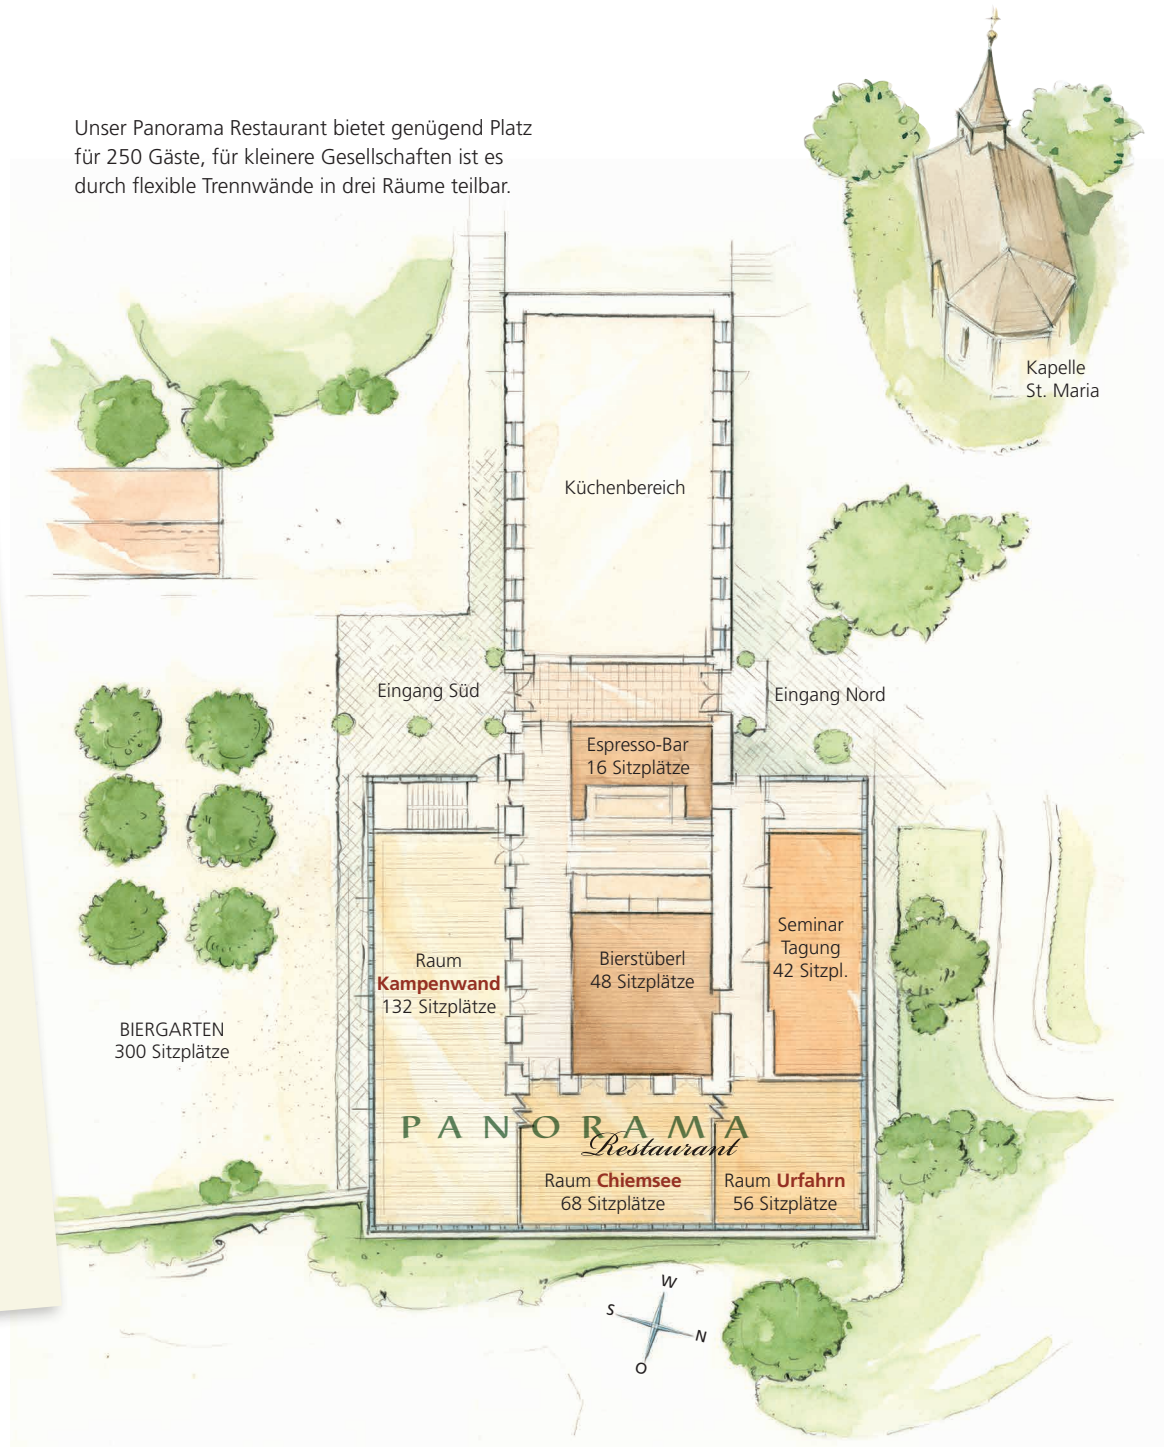 Unser Panorama Restaurant bietet genügend Platz
für 250 Gäste, für kleinere Gesellschaften ist es
durch flexible Trennwände in drei Räume teilbar.
Kapelle
St. Maria
Küchenbereich
Eingang Süd
Eingang Nord
Espresso-Bar
16 Sitzplätze
Seminar
Tagung
42 Sitzpl.
Bierstüberl
48 Sitzplätze
Raum
Kampenwand
132 Sitzplätze
BIERGARTEN
300 Sitzplätze
PANORAMA
Restaurant
Raum Chiemsee
68 Sitzplätze
Raum Urfahrn
56 Sitzplätze
W
S
N
O